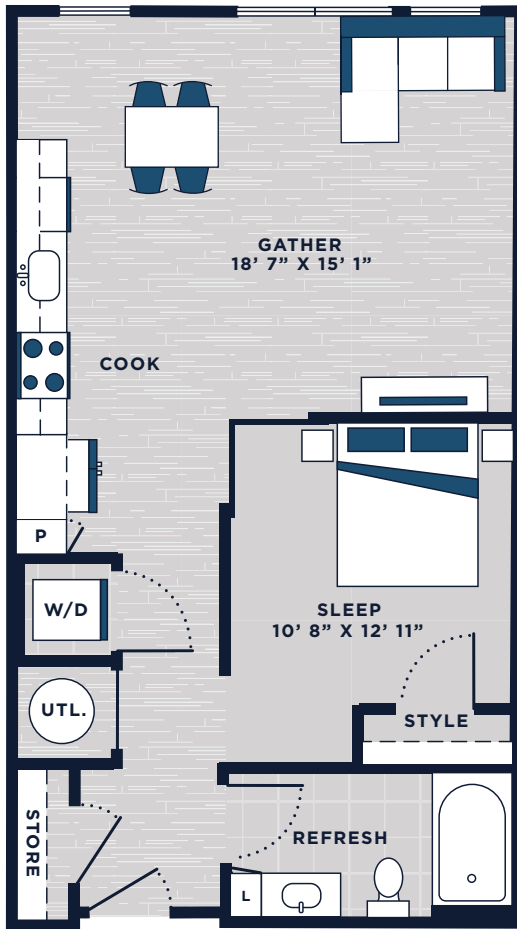 GATHER
18’ 7” X 15’ 1”
COOK
P
W/D
SLEEP
10’ 8” X 12’ 11”
UTL.
STYLE
STORE
REFRESH
L